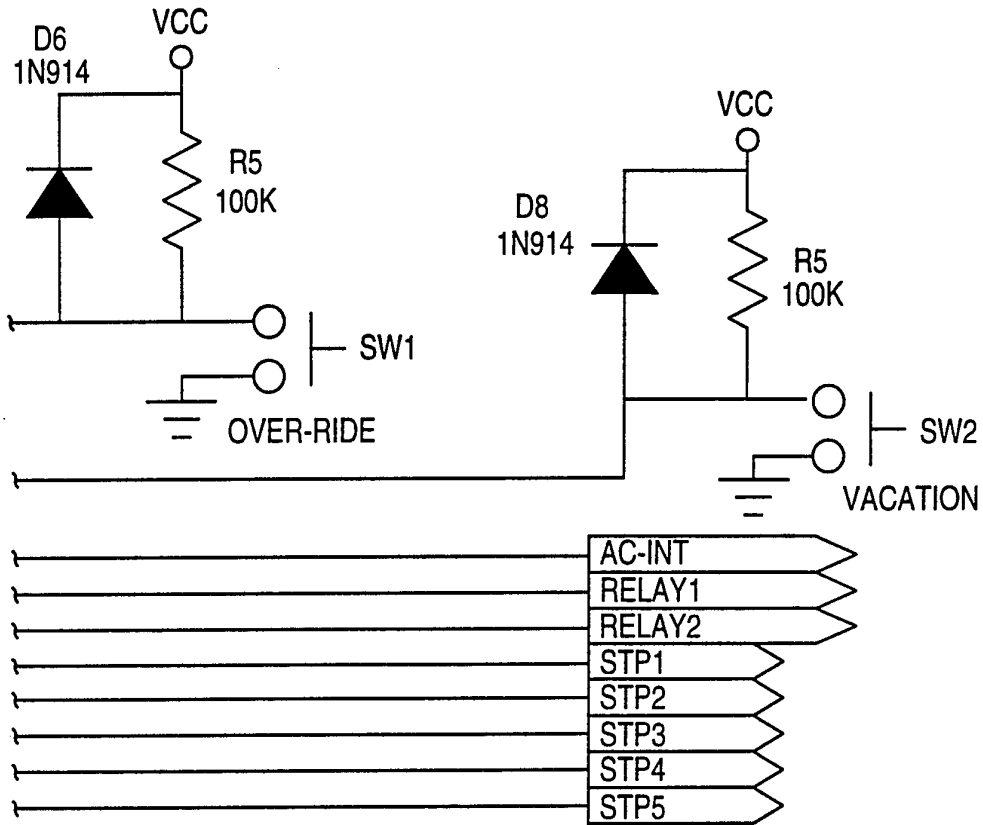 D6
1N914
VCC
R5
100K
SW1
OVER-RIDE
VCC
D8
1N914
R5
100K
SW2
VACATION
AC-INT
RELAY1
RELAY2
STP1
STP2
STP3
STP4
STP5